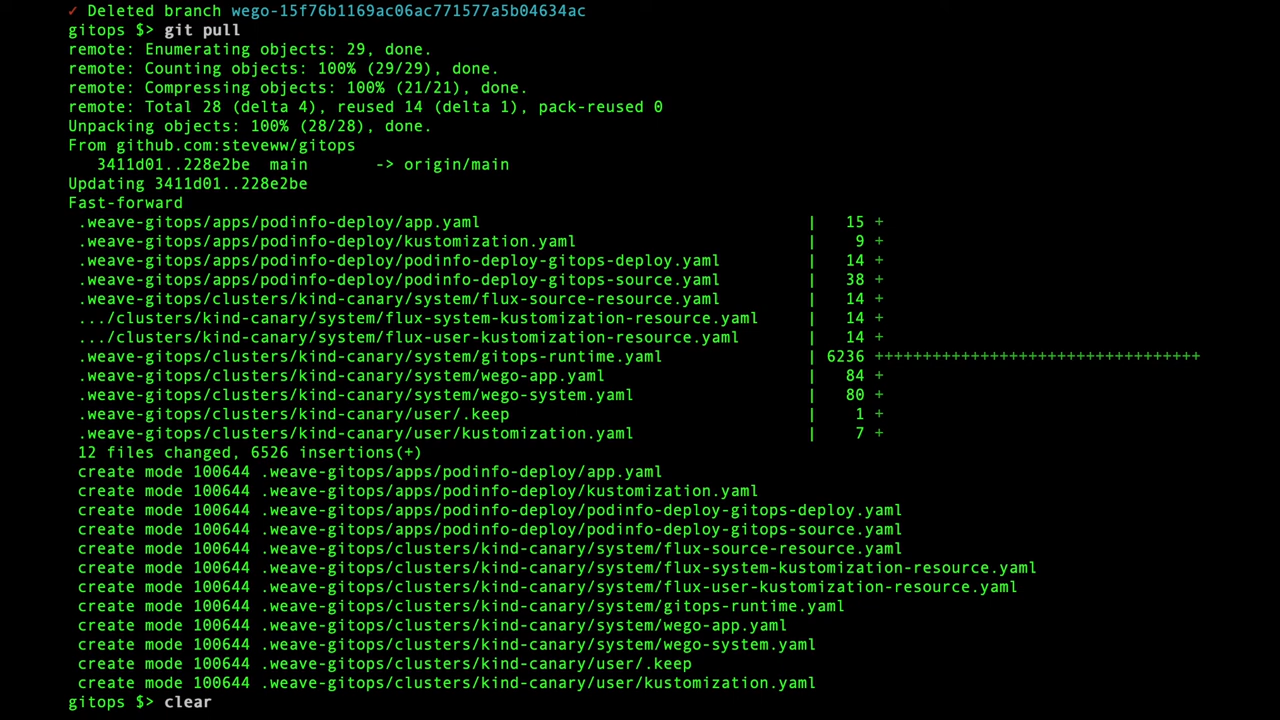 ✓ Deleted branch wego-15f76b1169ac06ac771577a5b04634ac
gitops $> git pull
remote: Enumerating objects: 29, done.
remote: Counting objects: 100% (29/29), done.
remote: Compressing objects: 100% (21/21), done.
remote: Total 28 (delta 4), reused 14 (delta 1), pack-reused 0
Unpacking objects: 100% (28/28), done.
From github.com:steveww/gitops
   3411d01..228e2be  main       -> origin/main
Updating 3411d01..228e2be
Fast-forward
 .weave-gitops/apps/podinfo-deploy/app.yaml                                  |   15 +
 .weave-gitops/apps/podinfo-deploy/kustomization.yaml                        |    9 +
 .weave-gitops/apps/podinfo-deploy/podinfo-deploy-gitops-deploy.yaml         |   14 +
 .weave-gitops/apps/podinfo-deploy/podinfo-deploy-gitops-source.yaml         |   38 +
 .weave-gitops/clusters/kind-canary/system/flux-source-resource.yaml         |   14 +
 .../clusters/kind-canary/system/flux-system-kustomization-resource.yaml     |   14 +
 .../clusters/kind-canary/system/flux-user-kustomization-resource.yaml       |   14 +
 .weave-gitops/clusters/kind-canary/system/gitops-runtime.yaml               | 6236 ++++++++++++++++++++++++++++++++++
 .weave-gitops/clusters/kind-canary/system/wego-app.yaml                     |   84 +
 .weave-gitops/clusters/kind-canary/system/wego-system.yaml                  |   80 +
 .weave-gitops/clusters/kind-canary/user/.keep                               |    1 +
 .weave-gitops/clusters/kind-canary/user/kustomization.yaml                  |    7 +
 12 files changed, 6526 insertions(+)
 create mode 100644 .weave-gitops/apps/podinfo-deploy/app.yaml
 create mode 100644 .weave-gitops/apps/podinfo-deploy/kustomization.yaml
 create mode 100644 .weave-gitops/apps/podinfo-deploy/podinfo-deploy-gitops-deploy.yaml
 create mode 100644 .weave-gitops/apps/podinfo-deploy/podinfo-deploy-gitops-source.yaml
 create mode 100644 .weave-gitops/clusters/kind-canary/system/flux-source-resource.yaml
 create mode 100644 .weave-gitops/clusters/kind-canary/system/flux-system-kustomization-resource.yaml
 create mode 100644 .weave-gitops/clusters/kind-canary/system/flux-user-kustomization-resource.yaml
 create mode 100644 .weave-gitops/clusters/kind-canary/system/gitops-runtime.yaml
 create mode 100644 .weave-gitops/clusters/kind-canary/system/wego-app.yaml
 create mode 100644 .weave-gitops/clusters/kind-canary/system/wego-system.yaml
 create mode 100644 .weave-gitops/clusters/kind-canary/user/.keep
 create mode 100644 .weave-gitops/clusters/kind-canary/user/kustomization.yaml
gitops $> clear